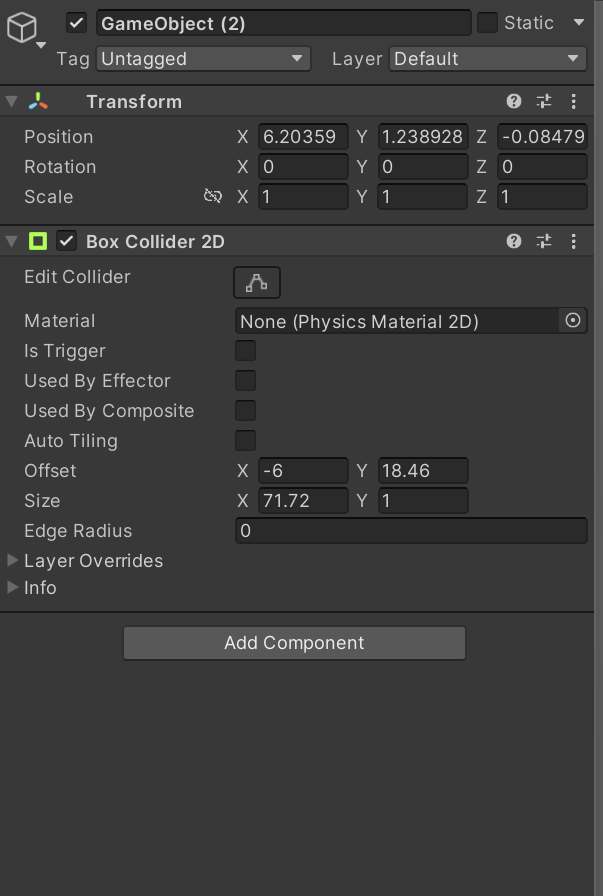 GameObject (2) Static
Tag Untagged Layer Default
Transform
Position X 6.20359 Y 1.238928 Z -0.08479
Rotation X 0 Y 0 Z 0
Scale X 1 Y 1 Z 1
Box Collider 2D
Edit Collider
Material None (Physics Material 2D)
Is Trigger
Used By Effector
Used By Composite
Auto Tiling
Offset X -6 Y 18.46
Size X 71.72 Y 1
Edge Radius 0
Layer Overrides
Info
Add Component